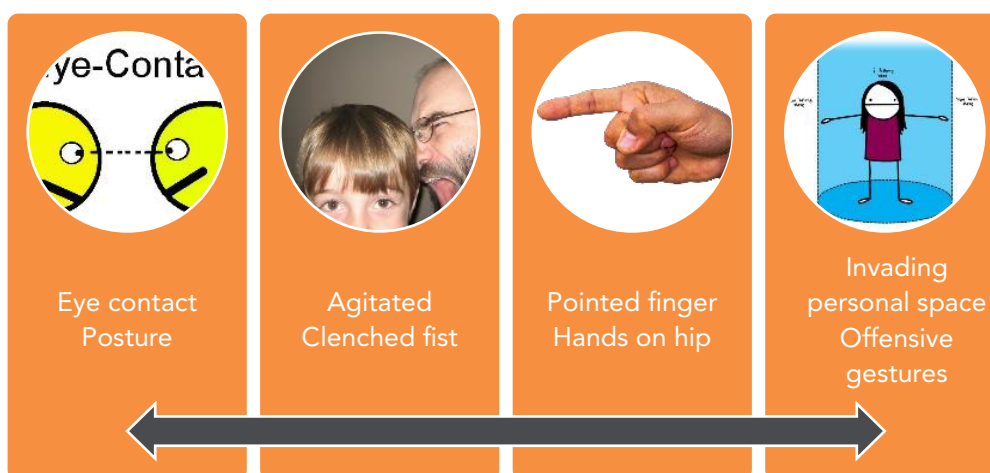 ye-Conta
Eye contact
Posture
Agitated
Clenched fist
Pointed finger
Hands on hip
Invading
personal space
Offensive
gestures